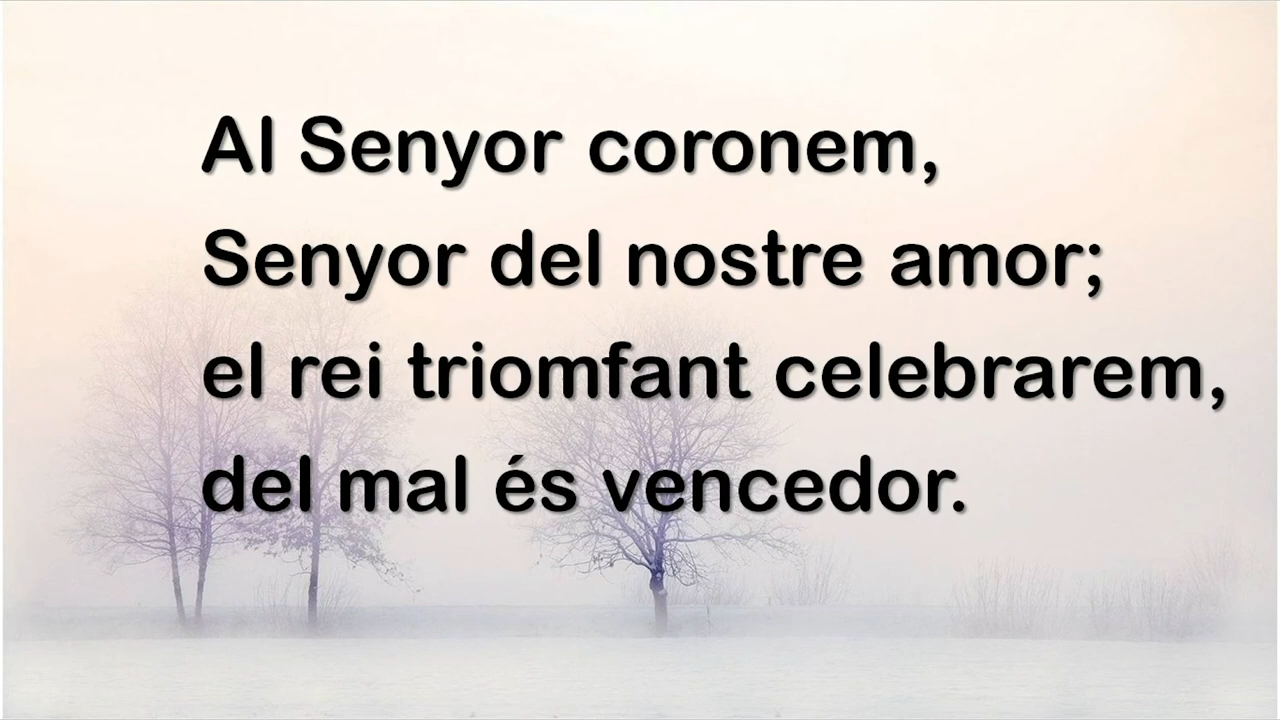 Al Senyor coronem,
Senyor del nostre amor;
el rei triomfant celebrarem,
del mal és vencedor.